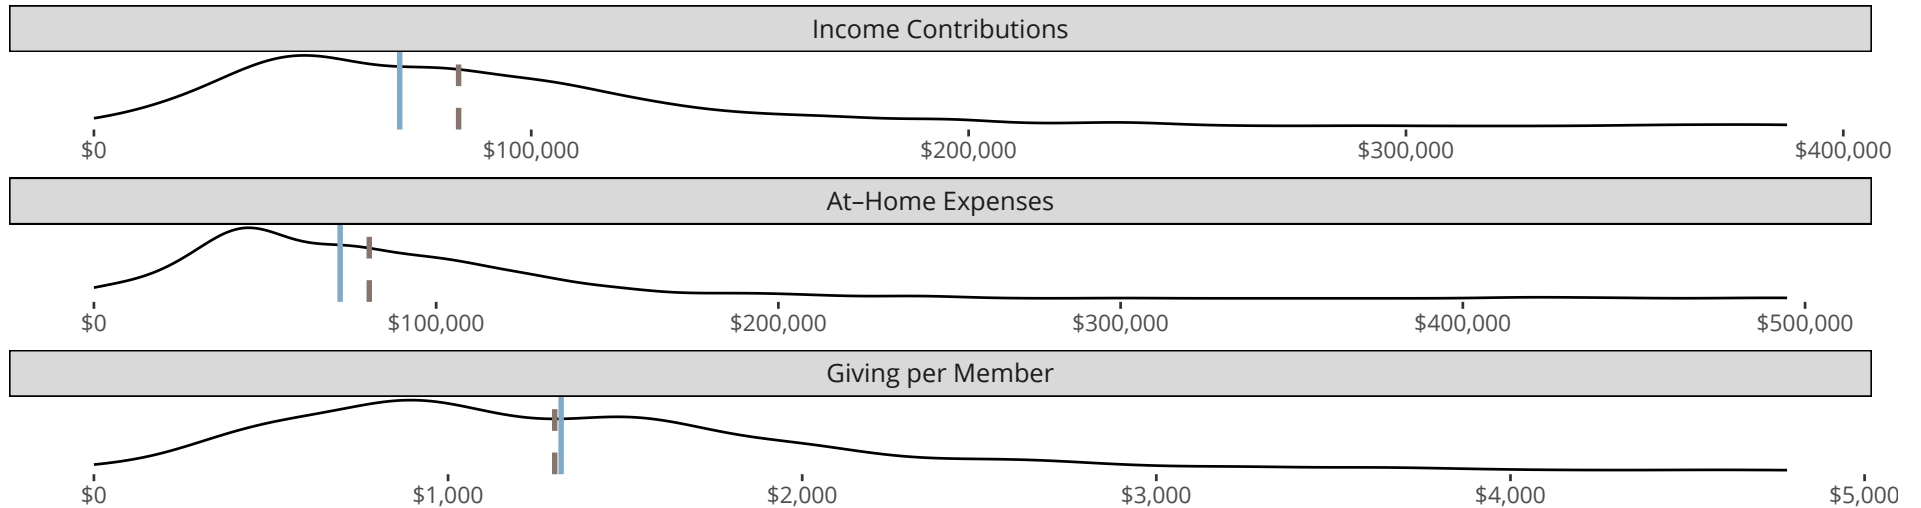 Income Contributions
$0 $100,000 $200,000 $300,000 $400,000
At–Home Expenses
$0 $100,000 $200,000 $300,000 $400,000 $500,000
Giving per Member
$0 $1,000 $2,000 $3,000 $4,000 $5,000